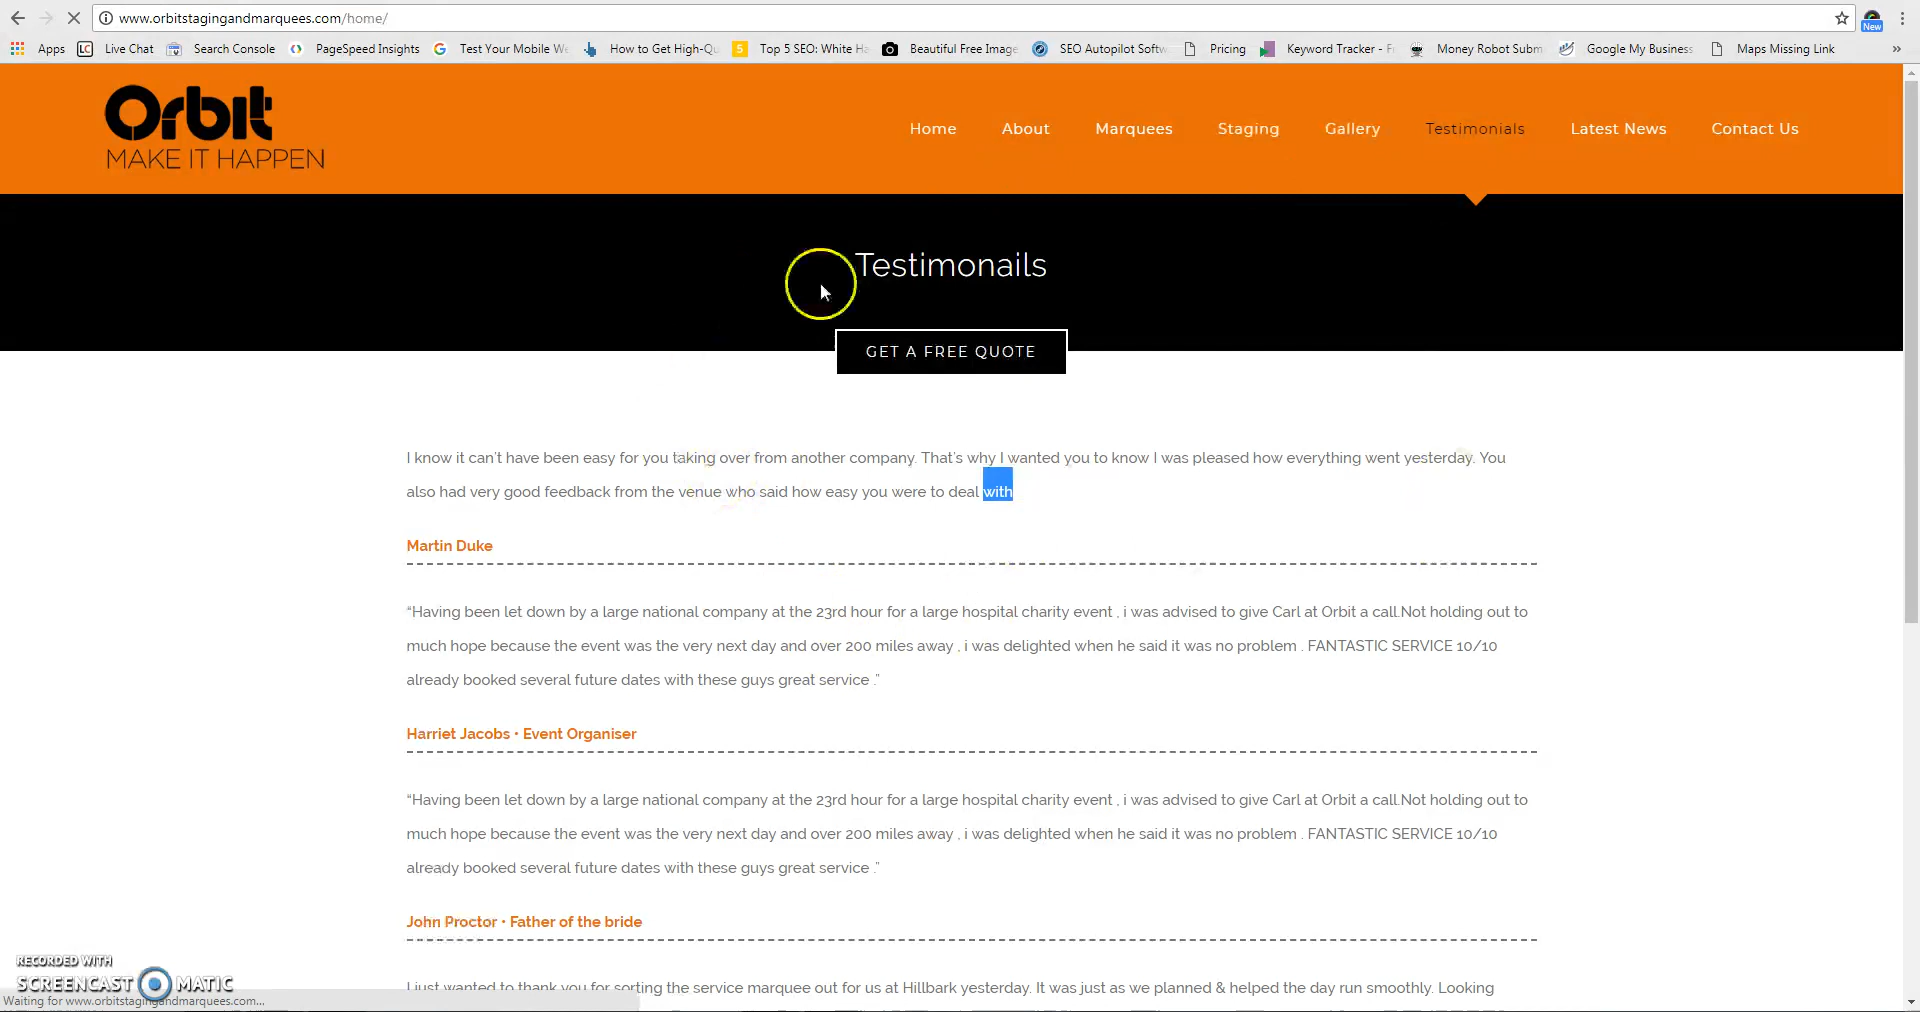 www.orbitstagingandmarquees.com/home/
New
Apps Live Chat Search Console PageSpeed Insights Test Your Mobile We How to Get High-Qu Top 5 SEO: White Ha Beautiful Free Image SEO Autopilot Softw Pricing Keyword Tracker - Fr Money Robot Subm Google My Business Maps Missing Link »
Orbit
MAKE IT HAPPEN
Home About Marquees Staging Gallery Testimonials Latest News Contact Us
Testimonails
GET A FREE QUOTE
I know it can't have been easy for you taking over from another company. That's why I wanted you to know I was pleased how everything went yesterday. You
also had very good feedback from the venue who said how easy you were to deal with
Martin Duke
“Having been let down by a large national company at the 23rd hour for a large hospital charity event , i was advised to give Carl at Orbit a call.Not holding out to
much hope because the event was the very next day and over 200 miles away , i was delighted when he said it was no problem . FANTASTIC SERVICE 10/10
already booked several future dates with these guys great service .”
Harriet Jacobs • Event Organiser
“Having been let down by a large national company at the 23rd hour for a large hospital charity event , i was advised to give Carl at Orbit a call.Not holding out to
much hope because the event was the very next day and over 200 miles away , i was delighted when he said it was no problem . FANTASTIC SERVICE 10/10
already booked several future dates with these guys great service .”
John Proctor • Father of the bride
I just wanted to thank you for sorting the service marquee out for us at Hillbark yesterday. It was just as we planned & helped the day run smoothly. Looking
RECORDED WITH
SCREENCAST MATIC
Waiting for www.orbitstagingandmarquees.com...